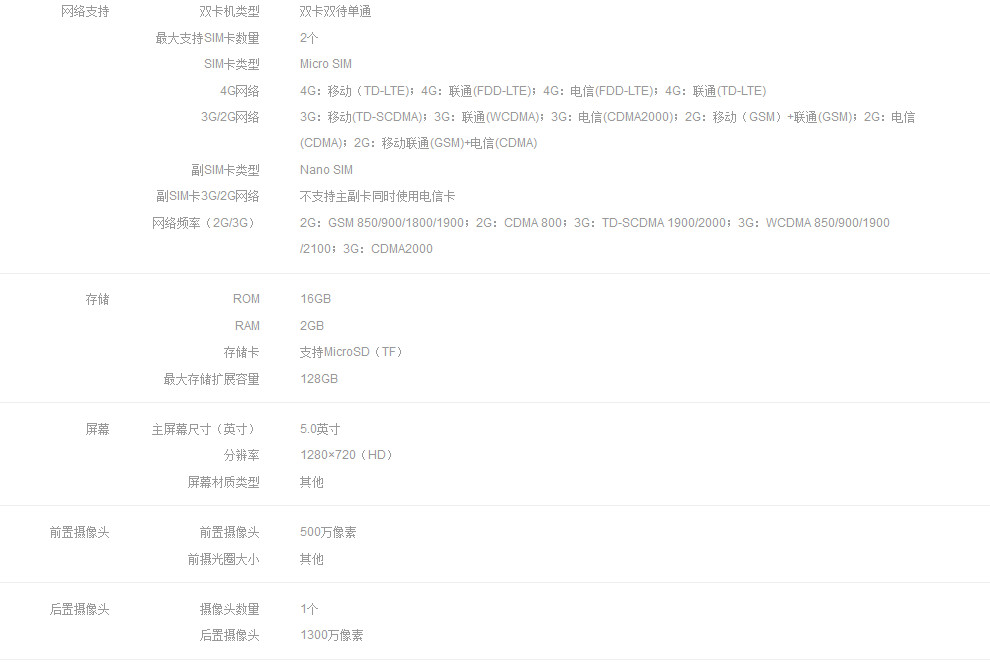 网络支持 双卡机类型 双卡双待单通
最大支持SIM卡数量 2个
SIM卡类型 Micro SIM
4G网络 4G：移动（TD-LTE)；4G：联通(FDD-LTE)；4G：电信(FDD-LTE)；4G：联通(TD-LTE)
3G/2G网络 3G：移动(TD-SCDMA)；3G：联通(WCDMA)；3G：电信(CDMA2000)；2G：移动（GSM）+联通(GSM)；2G：电信
(CDMA)；2G：移动联通(GSM)+电信(CDMA)
副SIM卡类型 Nano SIM
副SIM卡3G/2G网络 不支持主副卡同时使用电信卡
网络频率（2G/3G） 2G：GSM 850/900/1800/1900；2G：CDMA 800；3G：TD-SCDMA 1900/2000；3G：WCDMA 850/900/1900
/2100；3G：CDMA2000
存储 ROM 16GB
RAM 2GB
存储卡 支持MicroSD（TF）
最大存储扩展容量 128GB
屏幕 主屏幕尺寸（英寸） 5.0英寸
分辨率 1280×720（HD）
屏幕材质类型 其他
前置摄像头 前置摄像头 500万像素
前摄光圈大小 其他
后置摄像头 摄像头数量 1个
后置摄像头 1300万像素